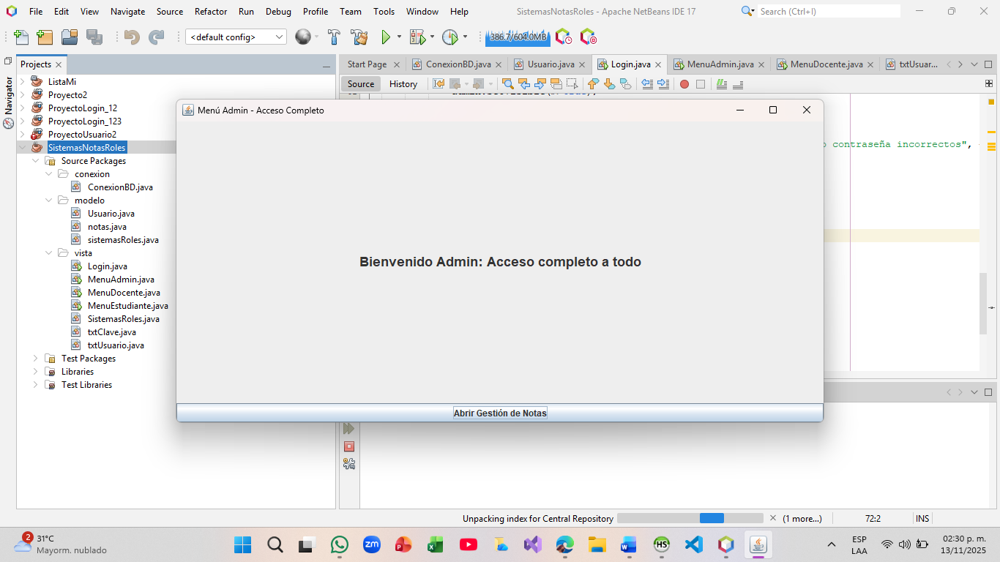 File Edit View Navigate Source Refactor Run Debug Profile Team Tools Window Help
SistemasNotasRoles - Apache NetBeans IDE 17
Search (Ctrl+I)
<default config>
386.7/604.0MB
Projects
Start Page
ConexionBD.java
Usuario.java
Login.java
MenuAdmin.java
MenuDocente.java
txtUsuar...
Navigator
Source
History
ListaMi
Proyecto2
ProyectoLogin_12
ProyectoLogin_123
ProyectoUsuario2
SistemasNotasRoles
Source Packages
conexion
ConexionBD.java
modelo
Usuario.java
notas.java
sistemasRoles.java
vista
Login.java
MenuAdmin.java
MenuDocente.java
MenuEstudiante.java
SistemasRoles.java
txtClave.java
txtUsuario.java
Test Packages
Libraries
Test Libraries
o contraseña incorrectos",
Menú Admin - Acceso Completo
Bienvenido Admin: Acceso completo a todo
Abrir Gestión de Notas
Unpacking index for Central Repository
(1 more...)
72:2
INS
2
31°C
Mayorm. nublado
zm
HS
ESP
LAA
02:30 p. m.
13/11/2025